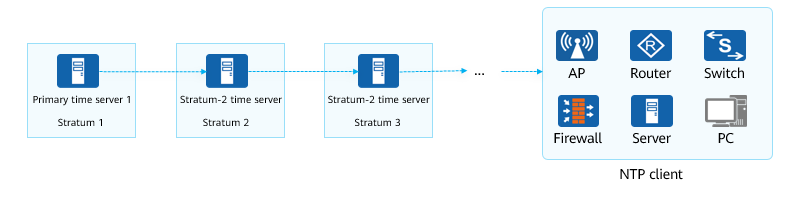 Primary time server 1
Stratum 1
Stratum-2 time server
Stratum 2
Stratum-2 time server
Stratum 3
...
AP
Router
R
Switch
S
Firewall
Server
PC
NTP client